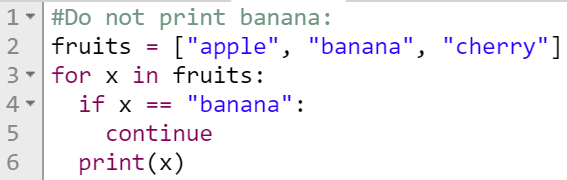 1 #Do not print banana:
2 fruits = ["apple", "banana", "cherry"]
3 for x in fruits:
4   if x == "banana":
5     continue
6   print(x)